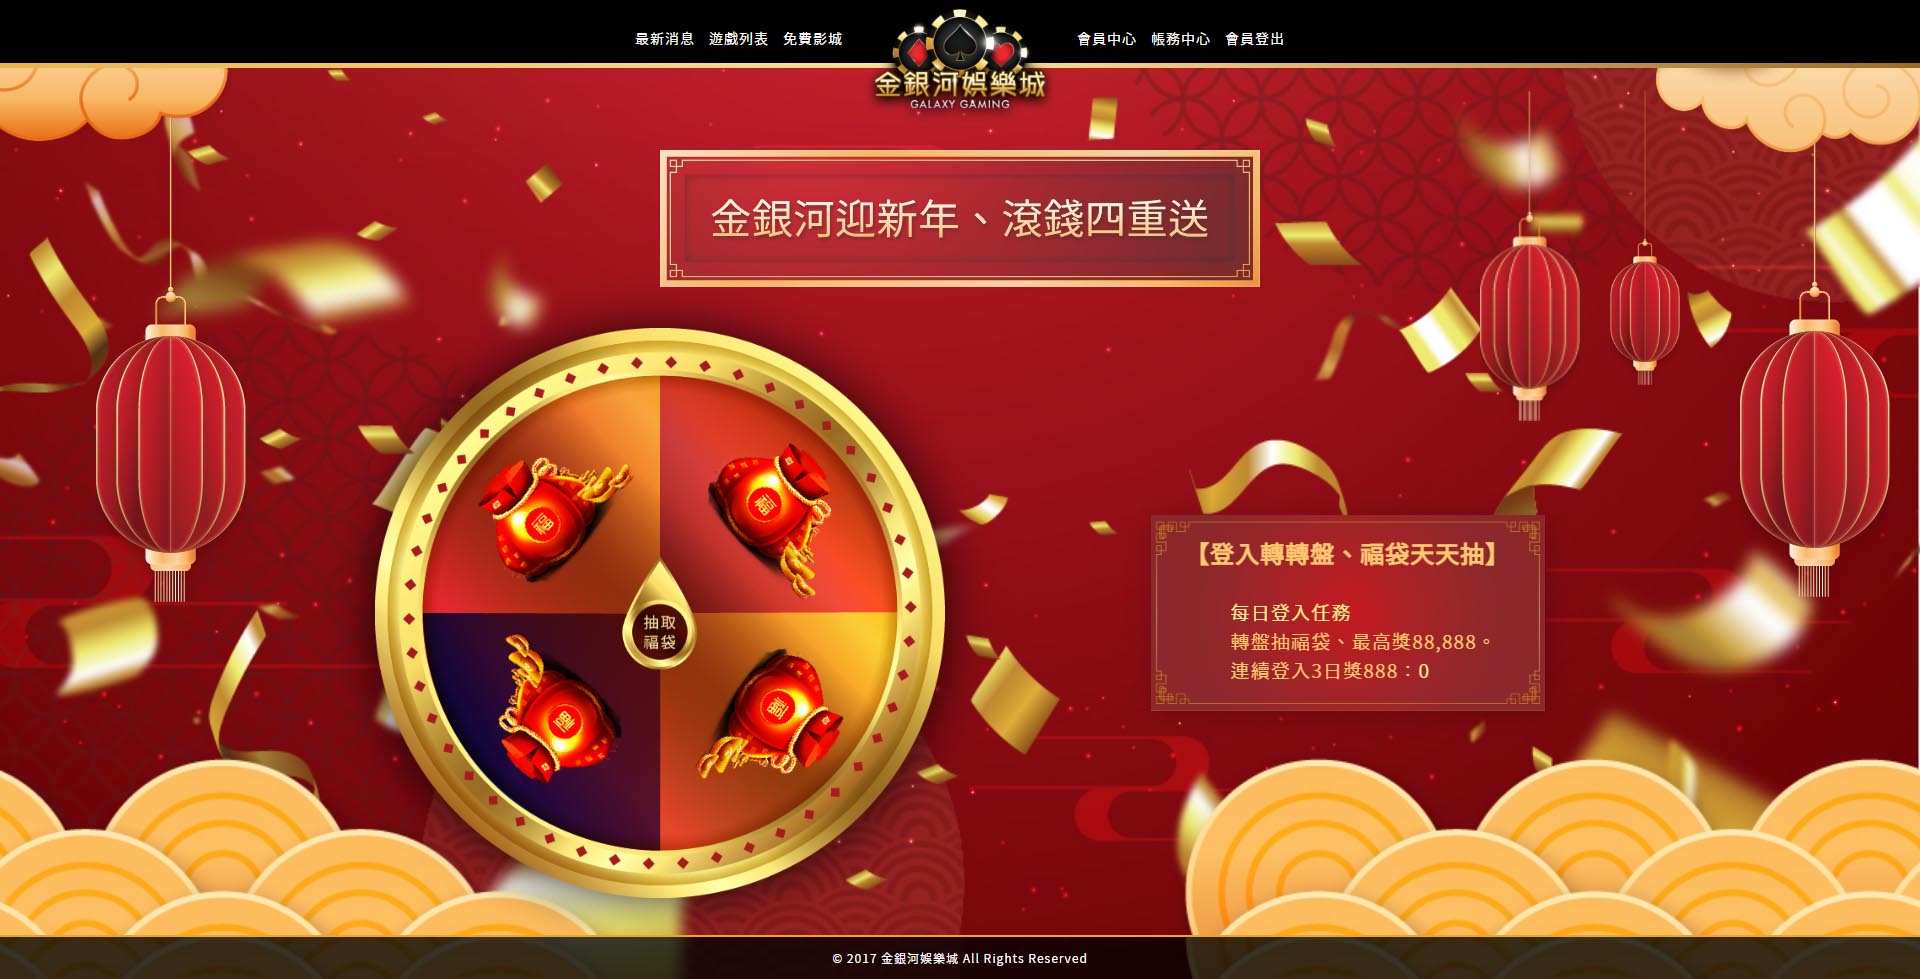 最新消息 遊戲列表 免費影城
金銀河娛樂城
GALAXY GAMING
會員中心 帳務中心 會員登出
金銀河迎新年、滾錢四重送
福
福
福
福
抽取
福袋
【登入轉轉盤、福袋天天抽】
每日登入任務
轉盤抽福袋、最高獎88,888。
連續登入3日獎888：0
© 2017 金銀河娛樂城 All Rights Reserved